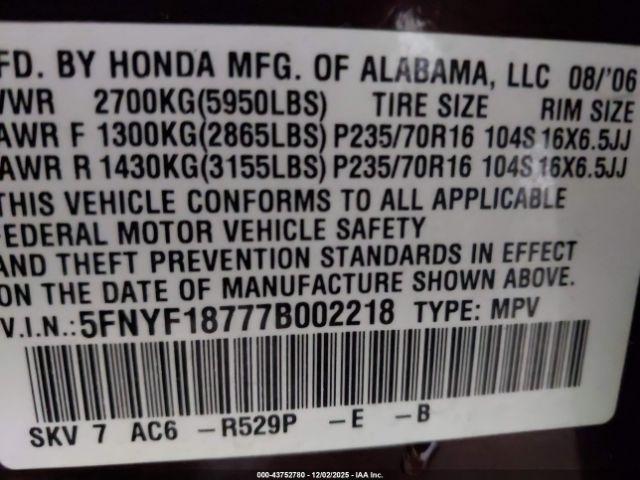 FD. BY HONDA MFG. OF ALABAMA, LLC 08/'06
VWR 2700KG(5950LBS) TIRE SIZE RIM SIZE
AWR F 1300KG(2865LBS) P235/70R16 104S 16X6.5JJ
AWR R 1430KG(3155LBS) P235/70R16 104S 16X6.5JJ
THIS VEHICLE CONFORMS TO ALL APPLICABLE
FEDERAL MOTOR VEHICLE SAFETY
AND THEFT PREVENTION STANDARDS IN EFFECT
ON THE DATE OF MANUFACTURE SHOWN ABOVE.
V.I.N.:5FNYF18777B002218 TYPE: MPV
SKV 7 AC6 -R529P -E -B
000-43752780 - 12/02/2025 - IAA Inc.